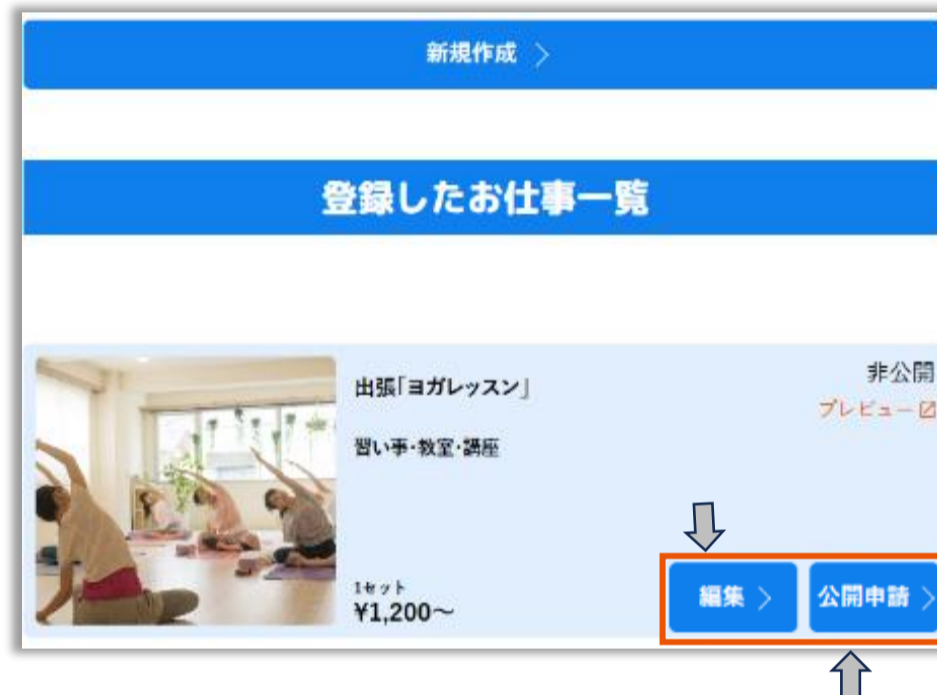 新規作成 >
登録したお仕事一覧
非公開
出張「ヨガレッスン」
プレビュー
習い事・教室・講座
1セット
¥1,200～
編集 >
公開申請 >